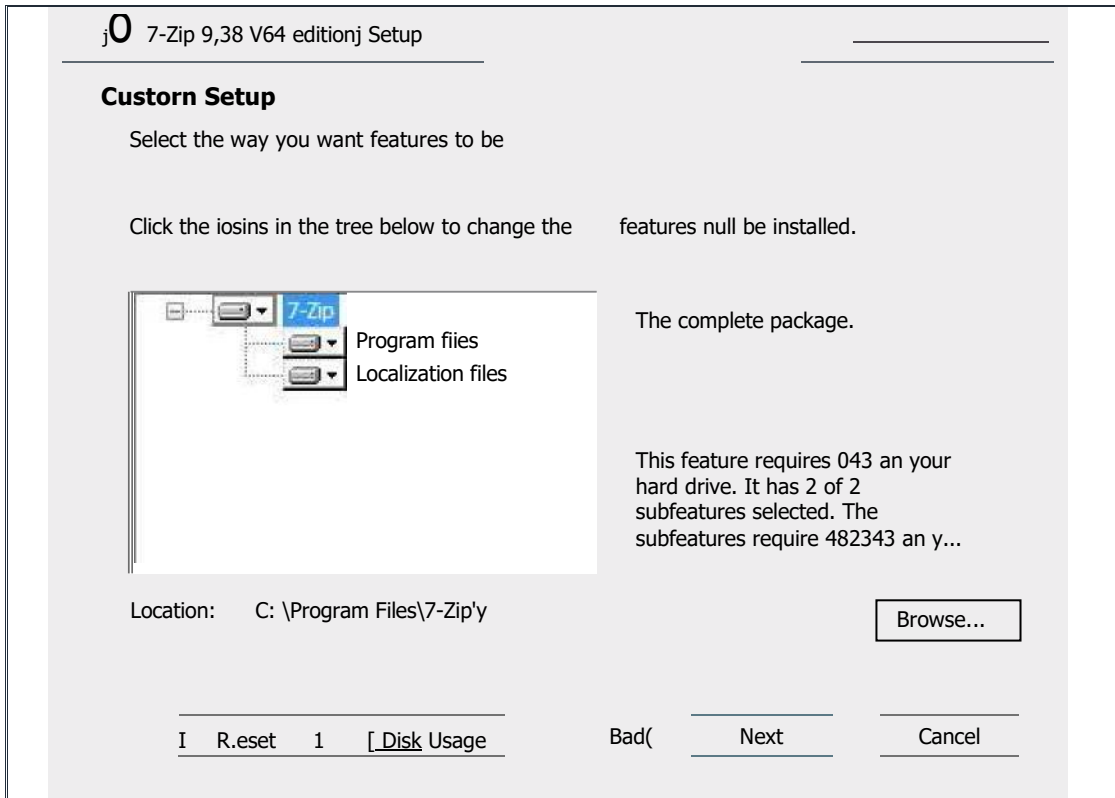 jO 7-Zip 9,38 V64 editionj Setup
Custorn Setup
Select the way you want features to be
Click the iosins in the tree below to change the features null be installed.
7-Zip
Program fiies
Localization files
The complete package.
This feature requires 043 an your
hard drive. It has 2 of 2
subfeatures selected. The
subfeatures require 482343 an y...
Location: C: \Program Files\7-Zip'y
Browse...
I R.eset 1 [ Disk Usage Bad( Next Cancel